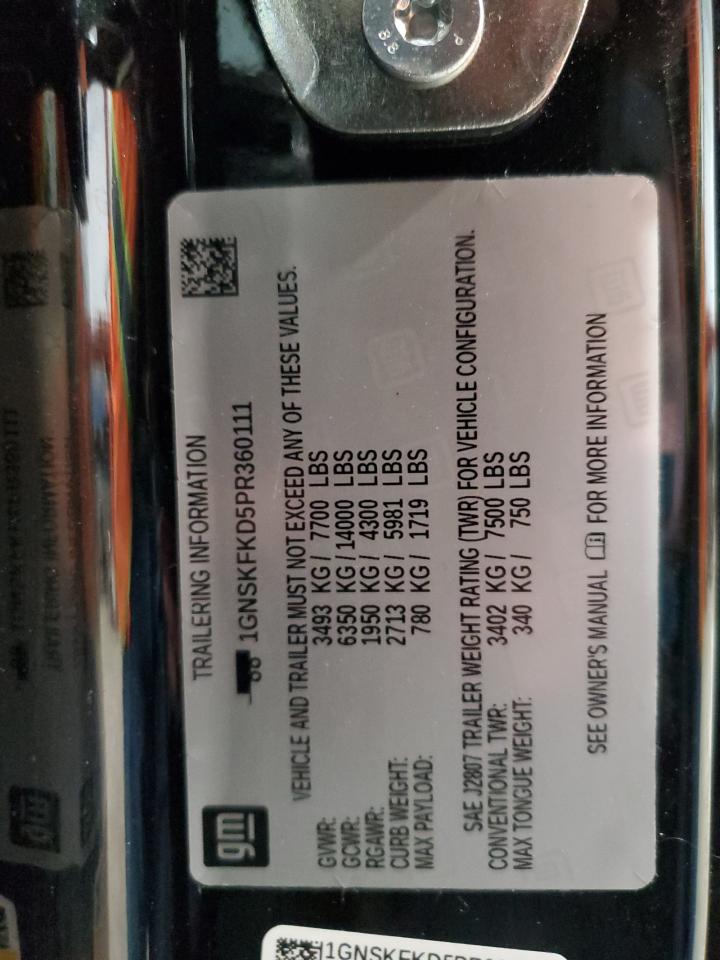 gm
TRAILERING INFORMATION
1GNSKFKD5PR360111
VEHICLE AND TRAILER MUST NOT EXCEED ANY OF THESE VALUES.
GVWR: 3493 KG / 7700 LBS
GCWR: 6350 KG / 14000 LBS
RGAWR: 1950 KG / 4300 LBS
CURB WEIGHT: 2713 KG / 5981 LBS
MAX PAYLOAD: 780 KG / 1719 LBS
SAE J2807 TRAILER WEIGHT RATING (TWR) FOR VEHICLE CONFIGURATION.
CONVENTIONAL TWR: 3402 KG / 7500 LBS
MAX TONGUE WEIGHT: 340 KG / 750 LBS
SEE OWNER'S MANUAL FOR MORE INFORMATION
8.8